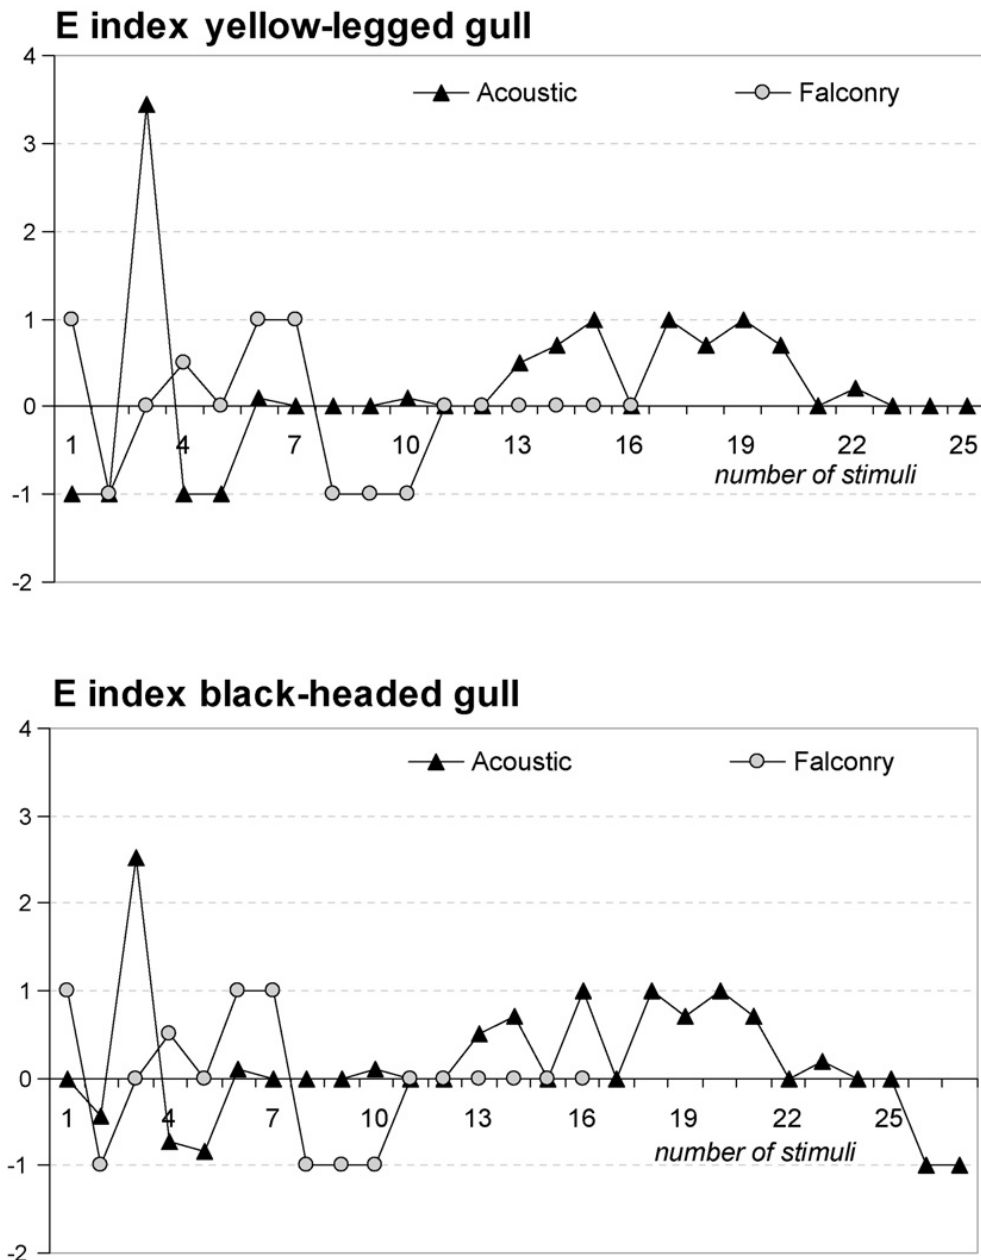 E index yellow-legged gull
4
Acoustic Falconry
3
2
1
0
1 4 7 10 13 16 19 22 25
number of stimuli
-1
-2
E index black-headed gull
4
Acoustic Falconry
3
2
1
0
1 4 7 10 13 16 19 22 25
number of stimuli
-1
-2